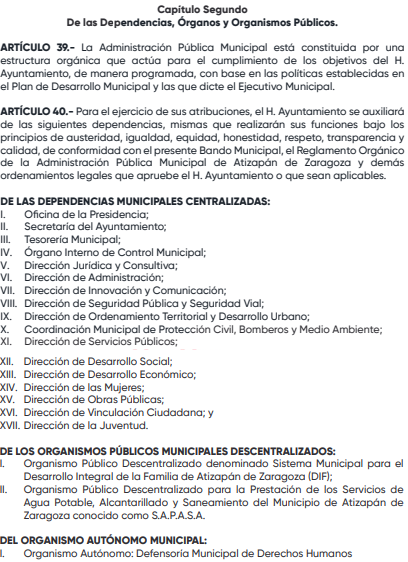 Capítulo Segundo
De las Dependencias, Órganos y Organismos Públicos.
ARTÍCULO 39.- La Administración Pública Municipal está constituida por una
estructura orgánica que actúa para el cumplimiento de los objetivos del H.
Ayuntamiento, de manera programada, con base en las políticas establecidas en
el Plan de Desarrollo Municipal y las que dicte el Ejecutivo Municipal.
ARTÍCULO 40.- Para el ejercicio de sus atribuciones, el H. Ayuntamiento se auxiliará
de las siguientes dependencias, mismas que realizarán sus funciones bajo los
principios de austeridad, igualdad, equidad, honestidad, respeto, transparencia y
calidad, de conformidad con el presente Bando Municipal, el Reglamento Orgánico
de la Administración Pública Municipal de Atizapán de Zaragoza y demás
ordenamientos legales que apruebe el H. Ayuntamiento o que sean aplicables.
DE LAS DEPENDENCIAS MUNICIPALES CENTRALIZADAS:
I. Oficina de la Presidencia;
II. Secretaría del Ayuntamiento;
III. Tesorería Municipal;
IV. Órgano Interno de Control Municipal;
V. Dirección Jurídica y Consultiva;
VI. Dirección de Administración;
VII. Dirección de Innovación y Comunicación;
VIII. Dirección de Seguridad Pública y Seguridad Vial;
IX. Dirección de Ordenamiento Territorial y Desarrollo Urbano;
X. Coordinación Municipal de Protección Civil, Bomberos y Medio Ambiente;
XI. Dirección de Servicios Públicos;
XII. Dirección de Desarrollo Social;
XIII. Dirección de Desarrollo Económico;
XIV. Dirección de las Mujeres;
XV. Dirección de Obras Públicas;
XVI. Dirección de Vinculación Ciudadana; y
XVII. Dirección de la Juventud.
DE LOS ORGANISMOS PÚBLICOS MUNICIPALES DESCENTRALIZADOS:
I. Organismo Público Descentralizado denominado Sistema Municipal para el
Desarrollo Integral de la Familia de Atizapán de Zaragoza (DIF);
II. Organismo Público Descentralizado para la Prestación de los Servicios de
Agua Potable, Alcantarillado y Saneamiento del Municipio de Atizapán de
Zaragoza conocido como S.A.P.A.S.A.
DEL ORGANISMO AUTÓNOMO MUNICIPAL:
I. Organismo Autónomo: Defensoría Municipal de Derechos Humanos